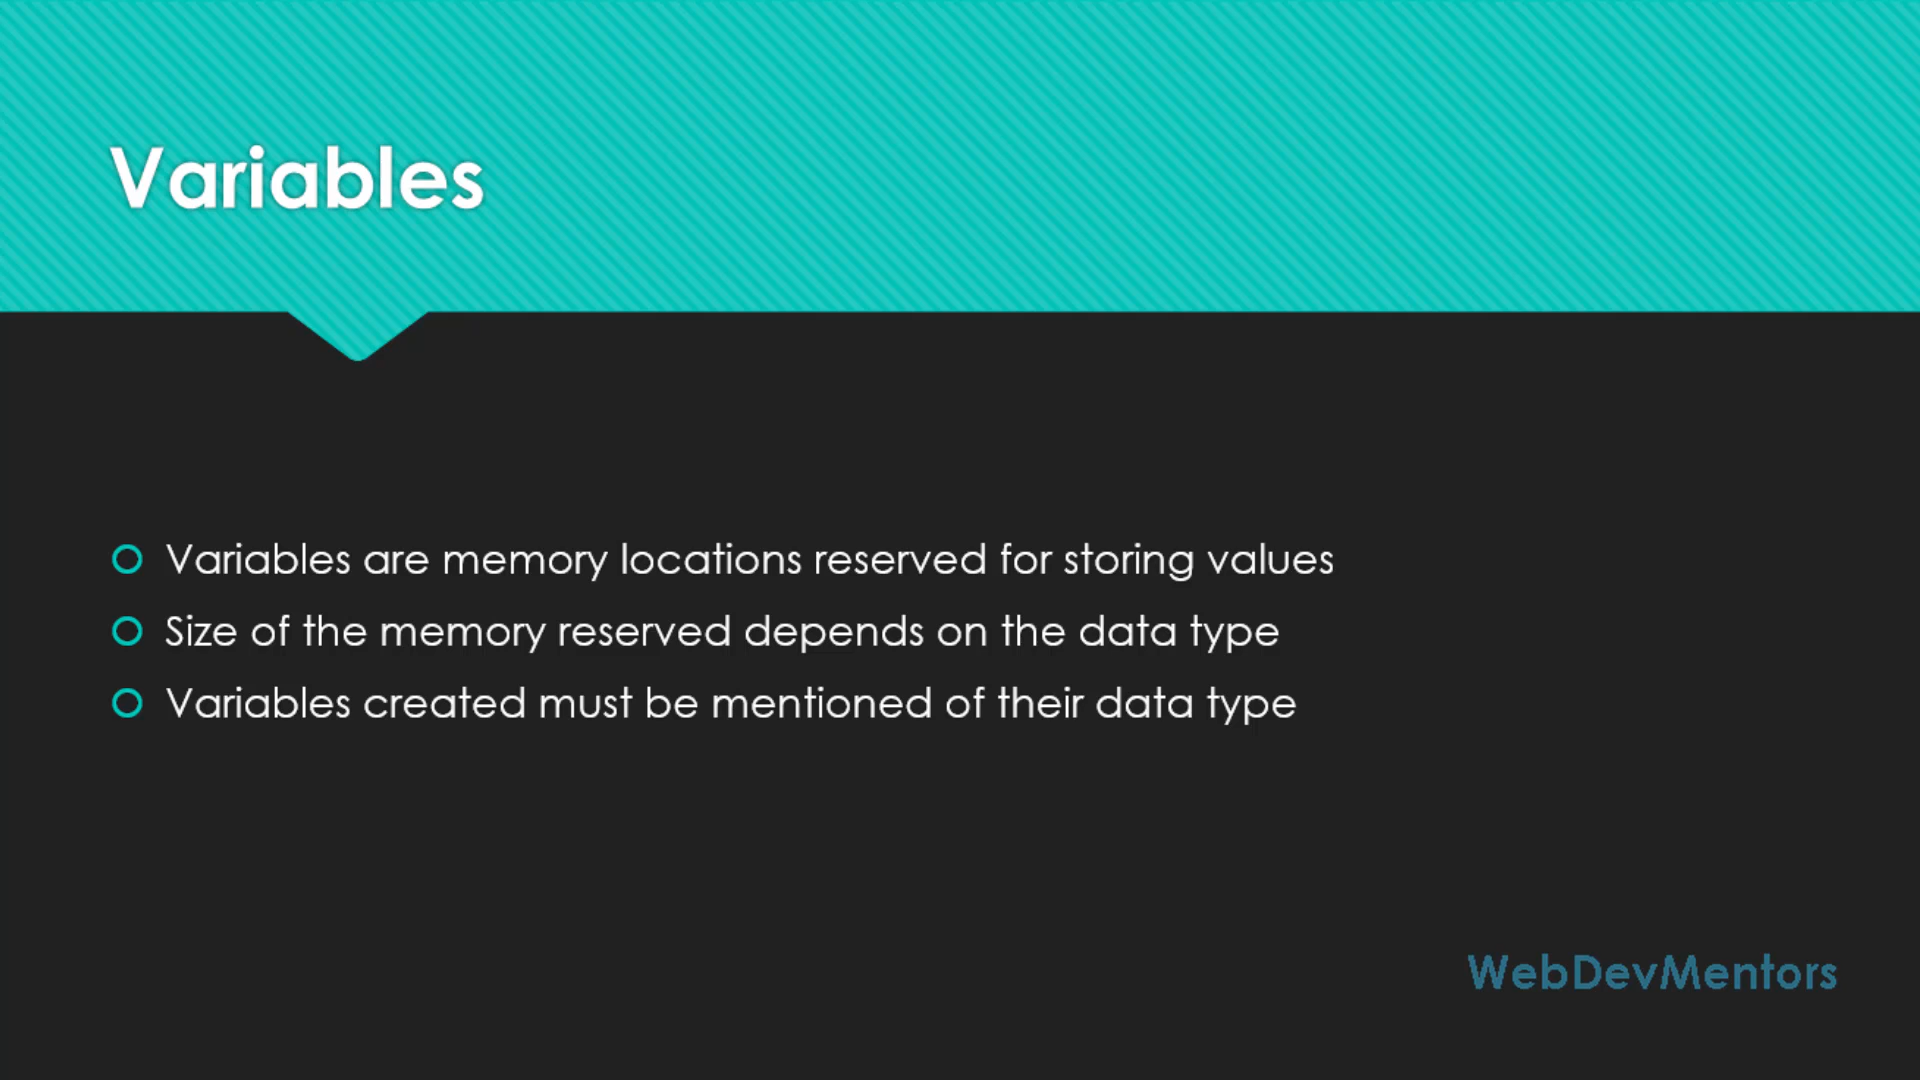 Variables
Variables are memory locations reserved for storing values
Size of the memory reserved depends on the data type
Variables created must be mentioned of their data type
WebDevMentors